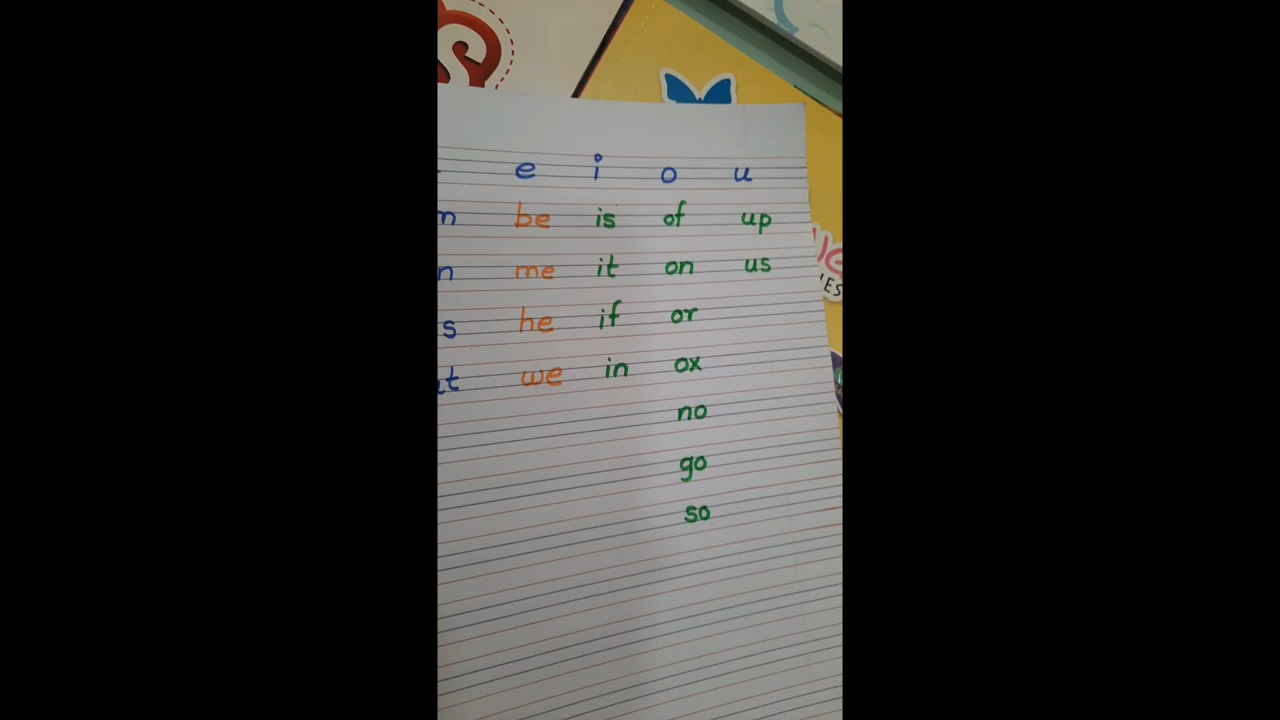 e i o u
be is of up
me it on us
s he if or
t we in ox
no
go
so